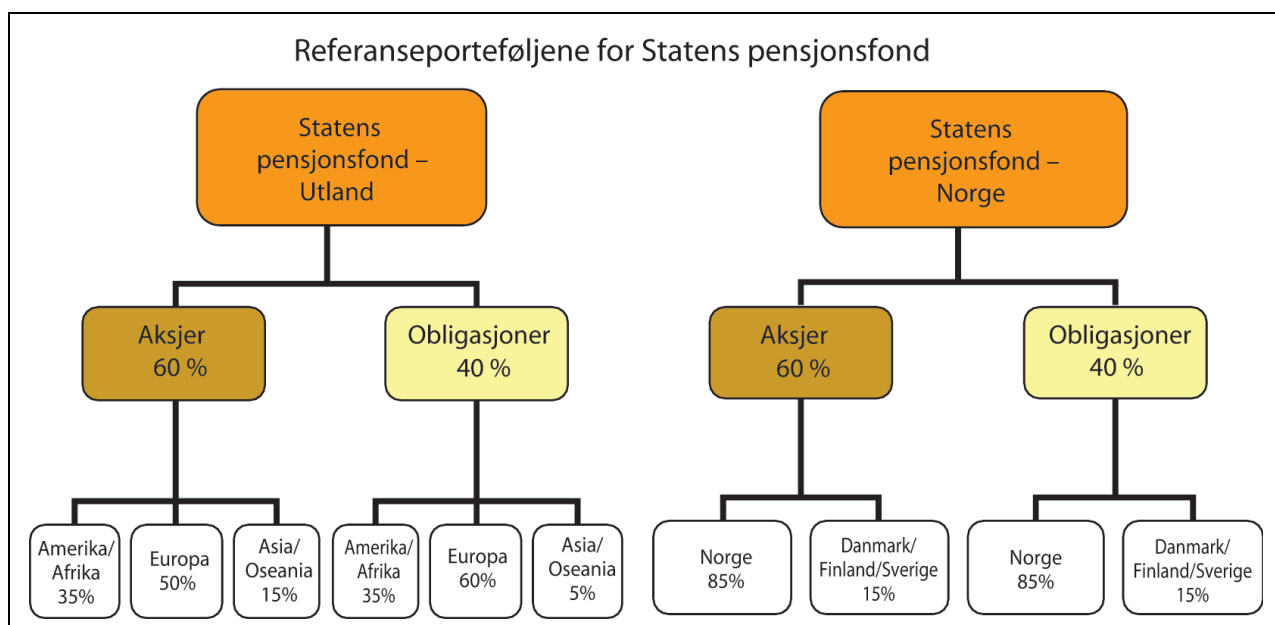 Referanseporteføljene for Statens pensjonsfond
Statens
pensjonsfond –
Utland
Statens
pensjonsfond –
Norge
Aksjer
60 %
Obligasjoner
40 %
Aksjer
60 %
Obligasjoner
40 %
Amerika/
Afrika
35%
Europa
50%
Asia/
Oseania
15%
Amerika/
Afrika
35%
Europa
60%
Asia/
Oseania
5%
Norge
85%
Danmark/
Finland/Sverige
15%
Norge
85%
Danmark/
Finland/Sverige
15%